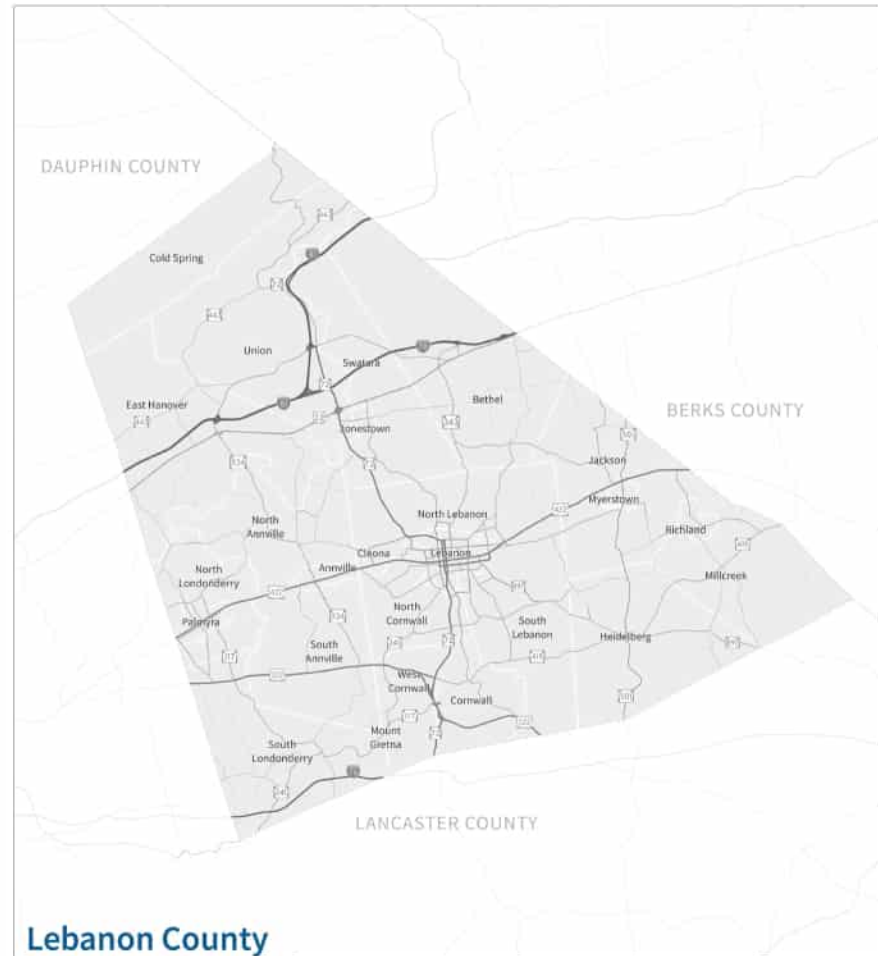 DAUPHIN COUNTY
Cold Spring
Union
Swatara
East Hanover
Bethel
BERKS COUNTY
Jonestown
Jackson
Myerstown
North Lebanon
North
Annville
Richland
Cleona
Lebanon
Annville
North
Londonderry
Millcreek
North
Cornwall
Palmyra
South
Lebanon
Heidelberg
South
Annville
West
Cornwall
Cornwall
Mount
Gretna
South
Londonderry
LANCASTER COUNTY
Lebanon County